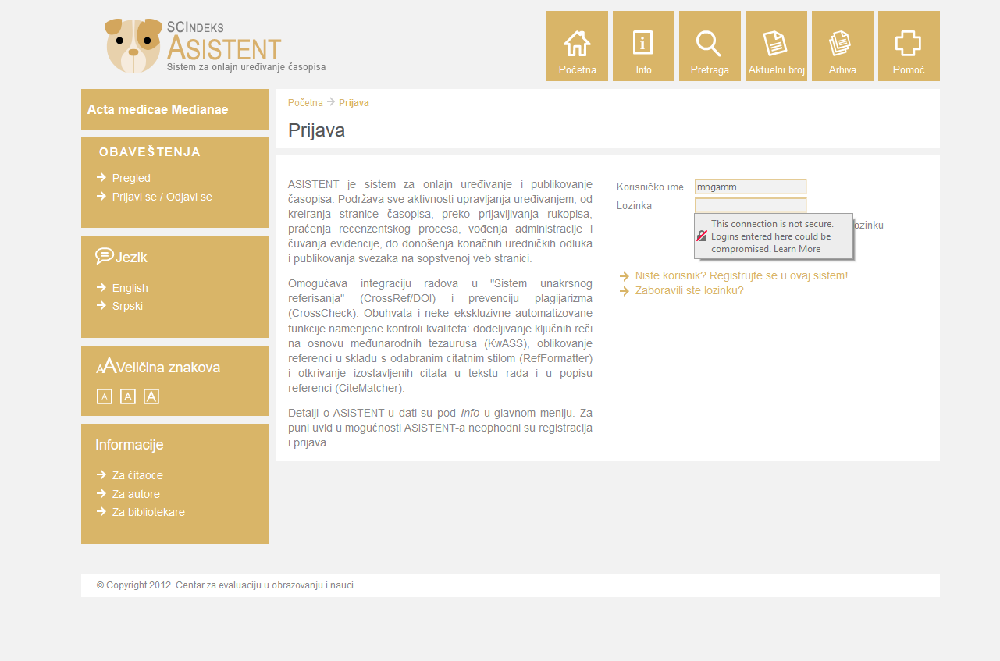 SCIndeks
Asistent
Sistem za onlajn uređivanje časopisa
Početna
Info
Pretraga
Aktuelni broj
Arhiva
Pomoć
Acta medicae Medianae
OBAVEŠTENJA
Pregled
Prijavi se / Odjavi se
Jezik
English
Srpski
AAVeličina znakova
A A A
Informacije
Za čitaoce
Za autore
Za bibliotekare
Početna Prijava
Prijava
ASISTENT je sistem za onlajn uređivanje i publikovanje
časopisa. Podržava sve aktivnosti upravljanja uređivanjem, od
kreiranja stranice časopisa, preko prijavljivanja rukopisa,
praćenja recenzentskog procesa, vođenja administracije i
čuvanja evidencije, do donošenja konačnih uredničkih odluka
i publikovanja svezaka na sopstvenoj veb stranici.
Omogućava integraciju radova u "Sistem unakrsnog
referisanja" (CrossRef/DOI) i prevenciju plagijarizma
(CrossCheck). Obuhvata i neke ekskluzivne automatizovane
funkcije namenjene kontroli kvaliteta: dodeljivanje ključnih reči
na osnovu međunarodnih tezaurusa (KwASS), oblikovanje
referenci u skladu s odabranim citatnim stilom (RefFormatter)
i otkrivanje izostavljenih citata u tekstu rada i u popisu
referenci (CiteMatcher).
Detalji o ASISTENT-u dati su pod Info u glavnom meniju. Za
puni uvid u mogućnosti ASISTENT-a neophodni su registracija
i prijava.
Korisničko ime mngamm
Lozinka
This connection is not secure.
Logins entered here could be
compromised. Learn More
ozinku
Niste korisnik? Registrujte se u ovaj sistem!
Zaboravili ste lozinku?
© Copyright 2012. Centar za evaluaciju u obrazovanju i nauci